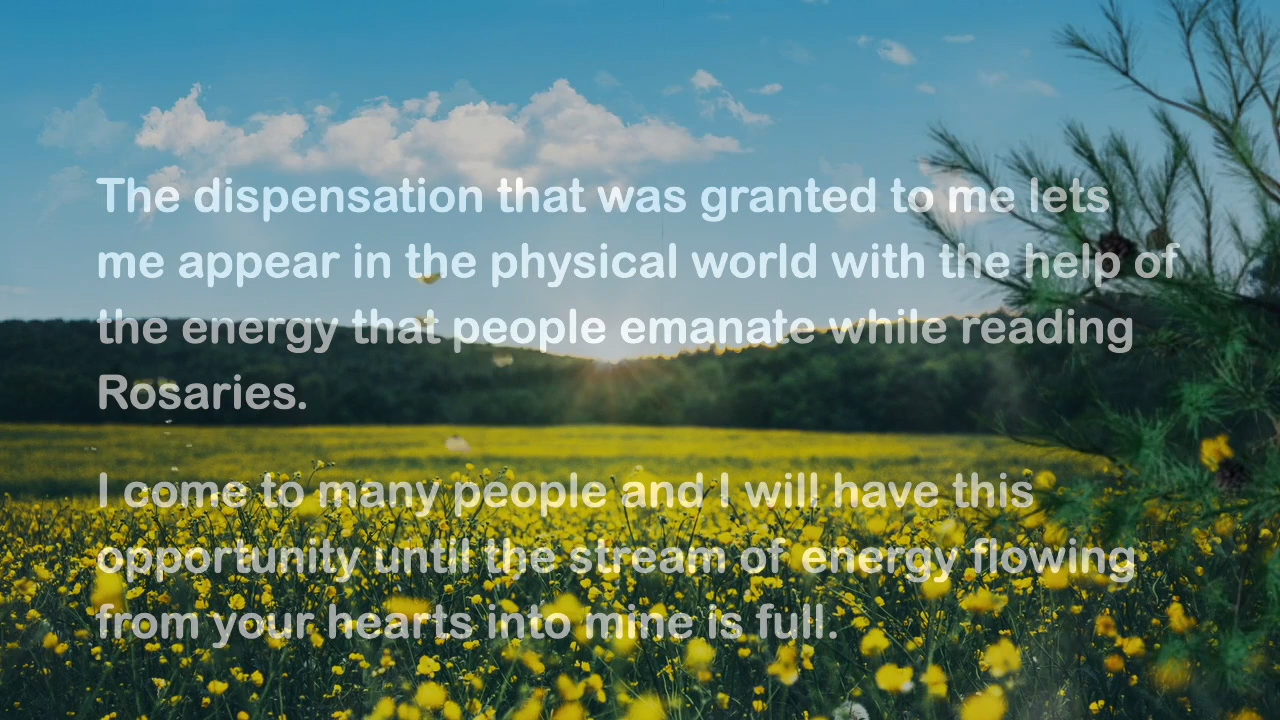 The dispensation that was granted to me lets
me appear in the physical world with the help of
the energy that people emanate while reading
Rosaries.
I come to many people and I will have this
opportunity until the stream of energy flowing
from your hearts into mine is full.